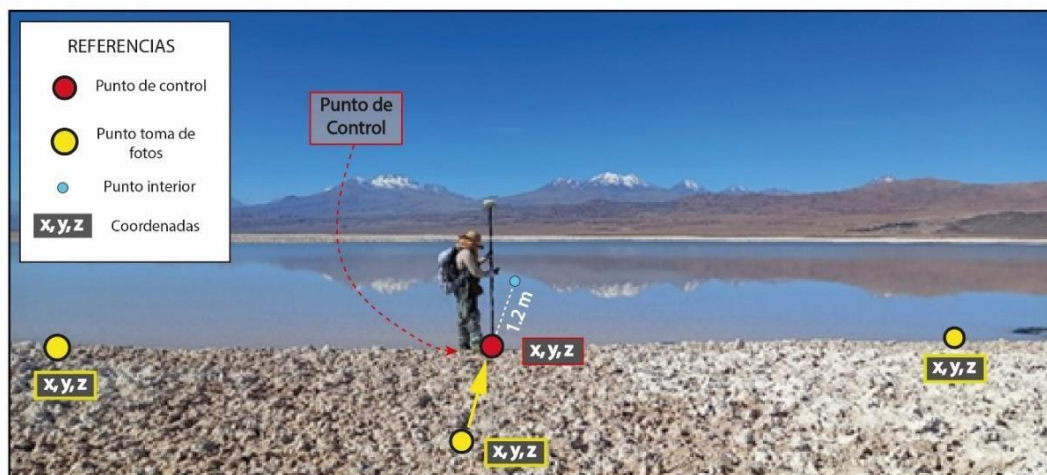 REFERENCIAS
Punto de control
Punto toma de
fotos
Punto interior
x, y, z Coordenadas
Punto de
Control
1.2 m
x, y, z
x, y, z
x, y, z
x, y, z